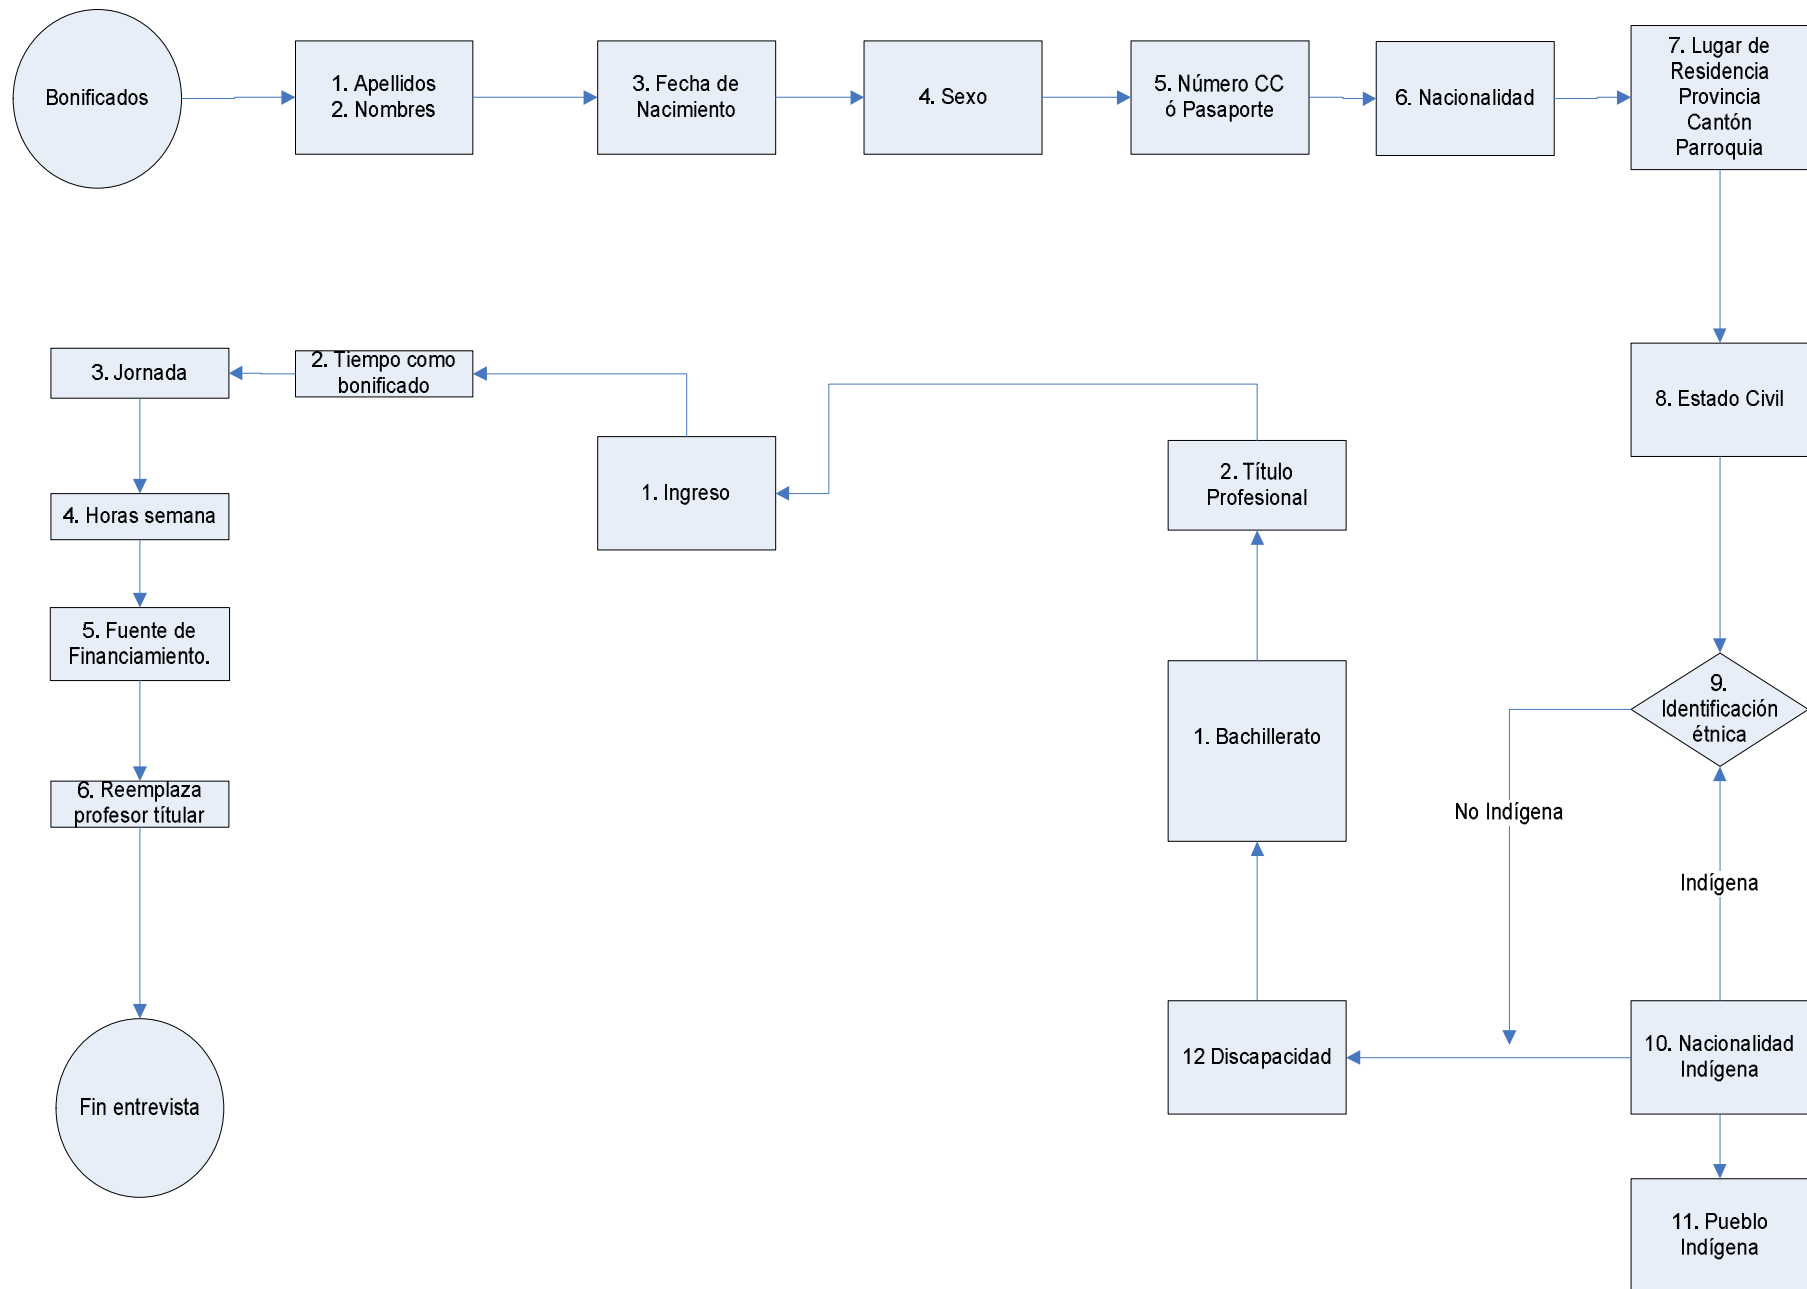 Bonificados
1. Apellidos
2. Nombres
3. Fecha de
Nacimiento
4. Sexo
5. Número CC
ó Pasaporte
6. Nacionalidad
7. Lugar de
Residencia
Provincia
Cantón
Parroquia
8. Estado Civil
9.
Identificación
étnica
No Indígena
Indígena
10. Nacionalidad
Indígena
11. Pueblo
Indígena
12 Discapacidad
1. Bachillerato
2. Título
Profesional
1. Ingreso
2. Tiempo como
bonificado
3. Jornada
4. Horas semana
5. Fuente de
Financiamiento.
6. Reemplaza
profesor títular
Fin entrevista